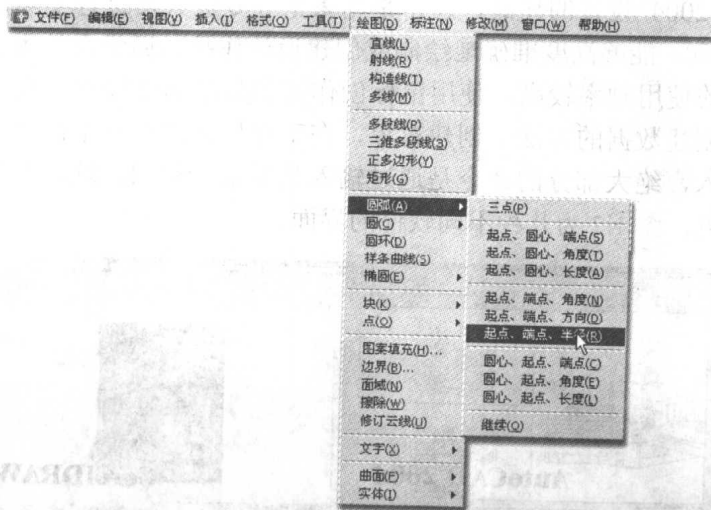 文件(F) 编辑(E) 视图(V) 插入(I) 格式(O) 工具(T) 绘图(D) 标注(N) 修改(M) 窗口(W) 帮助(H)
直线(L)
射线(R)
构造线(T)
多线(M)
多段线(P)
三维多段线(3)
正多边形(Y)
矩形(G)
圆弧(A)
圆(C)
圆环(D)
样条曲线(S)
椭圆(E)
块(K)
点(O)
图案填充(H)...
边界(B)...
面域(N)
擦除(W)
修订云线(U)
文字(X)
曲面(F)
实体(I)
三点(P)
起点、圆心、端点(S)
起点、圆心、角度(T)
起点、圆心、长度(A)
起点、端点、角度(N)
起点、端点、方向(D)
起点、端点、半径(R)
圆心、起点、端点(C)
圆心、起点、角度(E)
圆心、起点、长度(L)
继续(O)